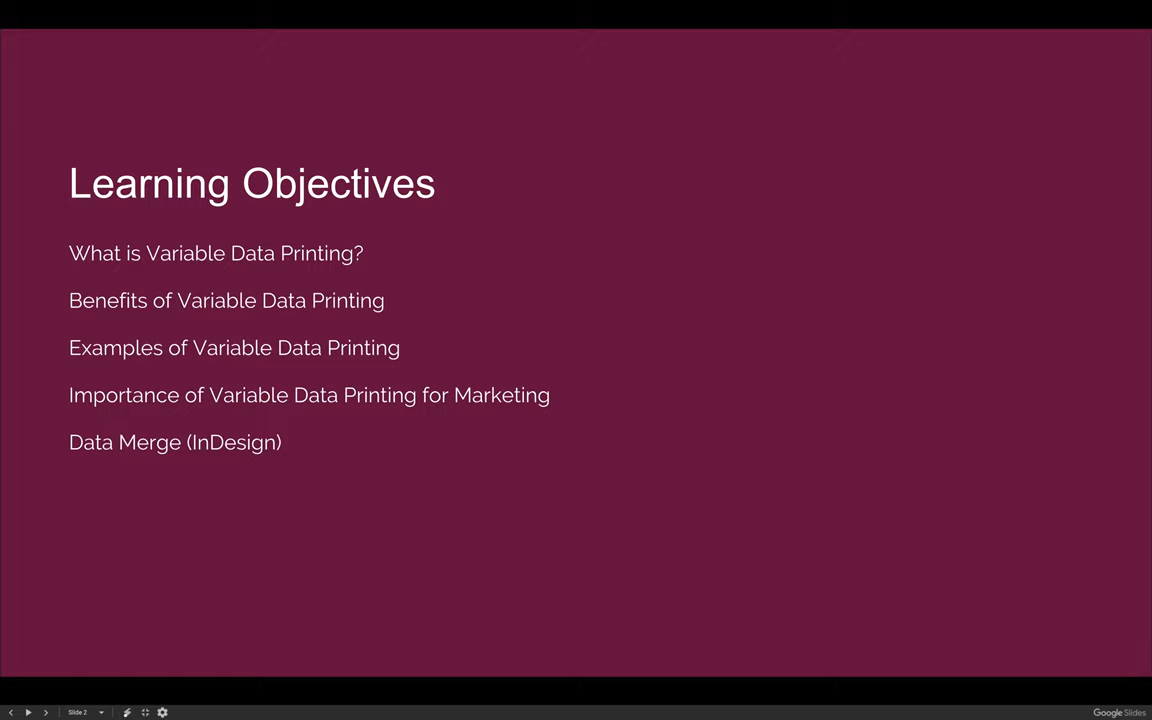 Learning Objectives
What is Variable Data Printing?
Benefits of Variable Data Printing
Examples of Variable Data Printing
Importance of Variable Data Printing for Marketing
Data Merge (InDesign)
Slide 2
Google Slides